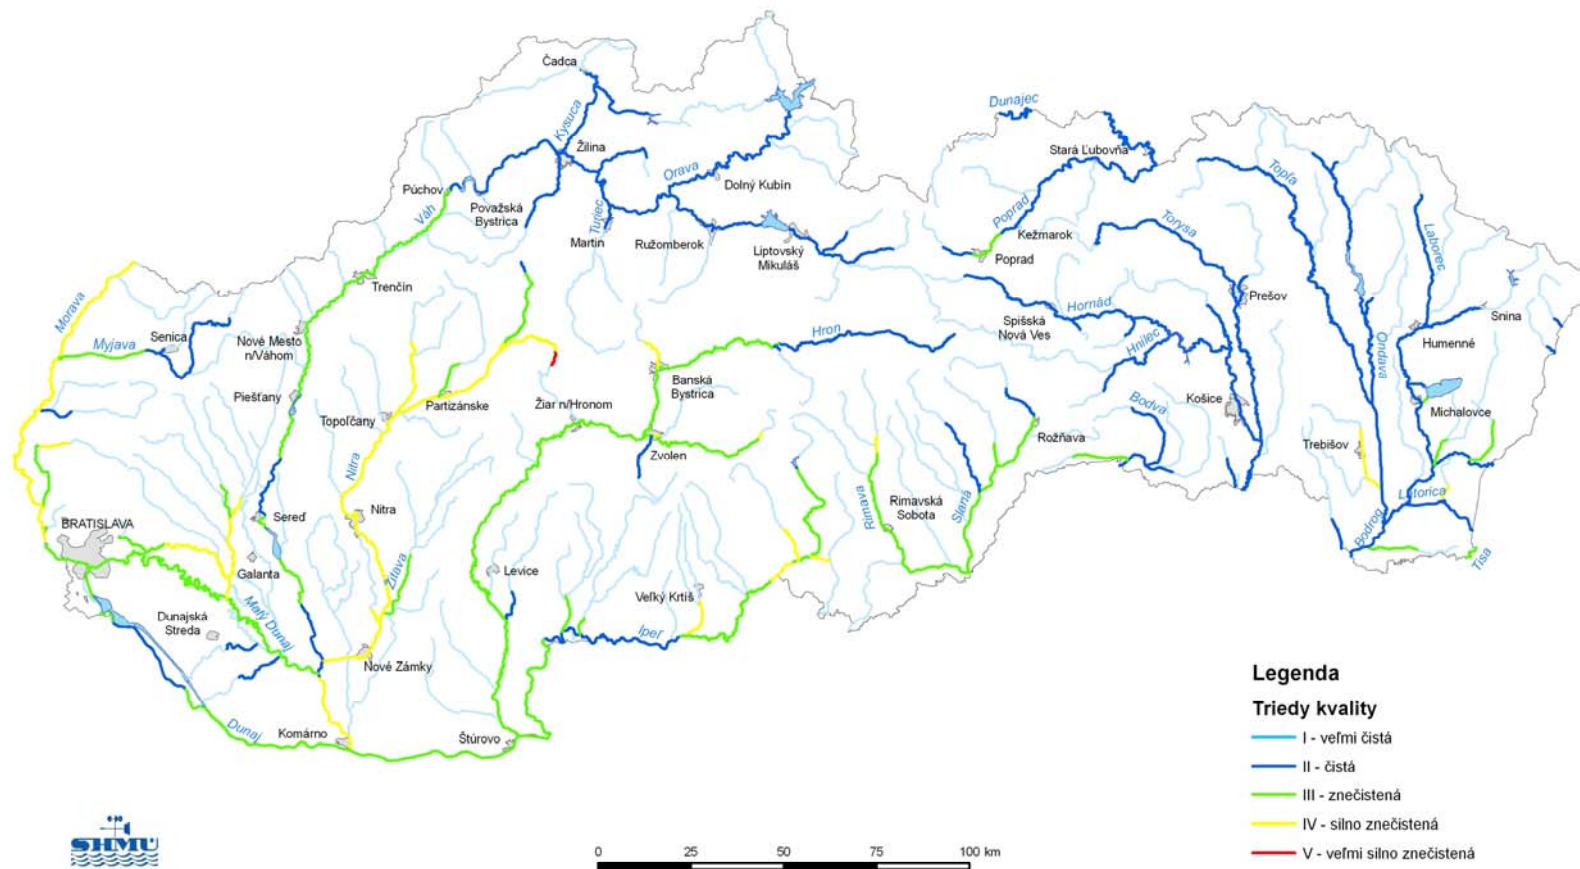 Čadca
Dunajec
Kysuca
Žilina
Stará Ľubovňa
Topľa
Orava
Dolný Kubín
Púchov
Považská
Bystrica
Váh
Turiec
Martin
Ružomberok
Liptovský
Mikuláš
Poprad
Kežmarok
Poprad
Torysa
Laborec
Trenčín
Prešov
Morava
Senica
Myjava
Nové Mesto
n/Váhom
Hron
Spišská
Nová Ves
Hornád
Hnilec
Ondava
Snina
Humenné
Piešťany
Topoľčany
Partizánske
Žiar n/Hronom
Banská
Bystrica
Bodva
Košice
Michalovce
Rožňava
Trebišov
Zvolen
Nitra
Nitra
Rimava
Rimavská
Sobota
Slaná
Latorica
Bodrog
Tisa
BRATISLAVA
Sereď
Galanta
Žitava
Levice
Veľký Krtíš
Ipeľ
Malý Dunaj
Dunajská
Streda
Nové Zámky
Dunaj
Komárno
Štúrovo
Legenda
Triedy kvality
I - veľmi čistá
II - čistá
III - znečistená
IV - silno znečistená
V - veľmi silno znečistená
SHMÚ
0 25 50 75 100 km